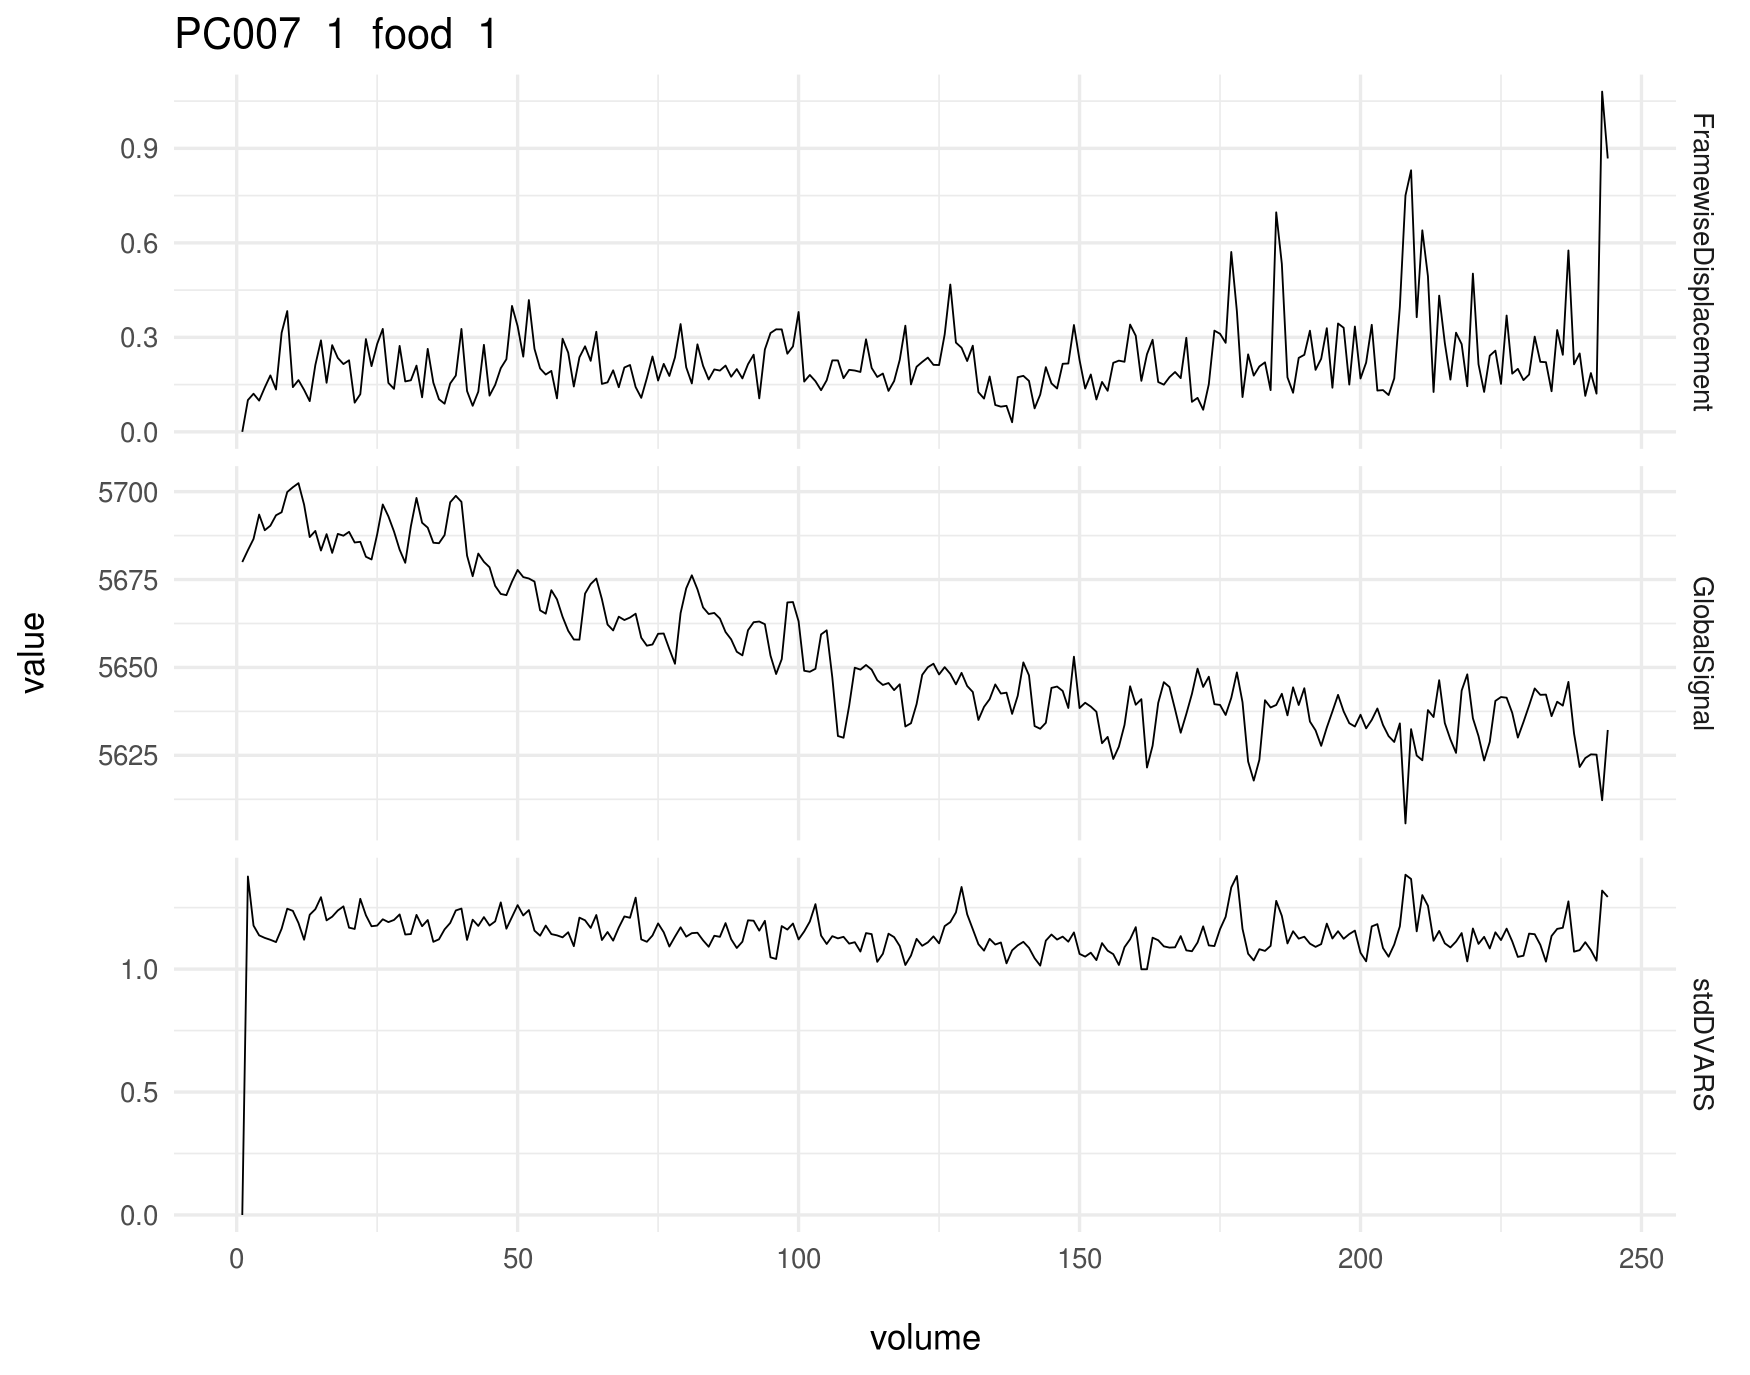 PC007 1 food 1
0.9
0.6
0.3
0.0
FramewiseDisplacement
5700
5675
5650
5625
GlobalSignal
value
1.0
0.5
0.0
stdDVARS
0 50 100 150 200 250
volume